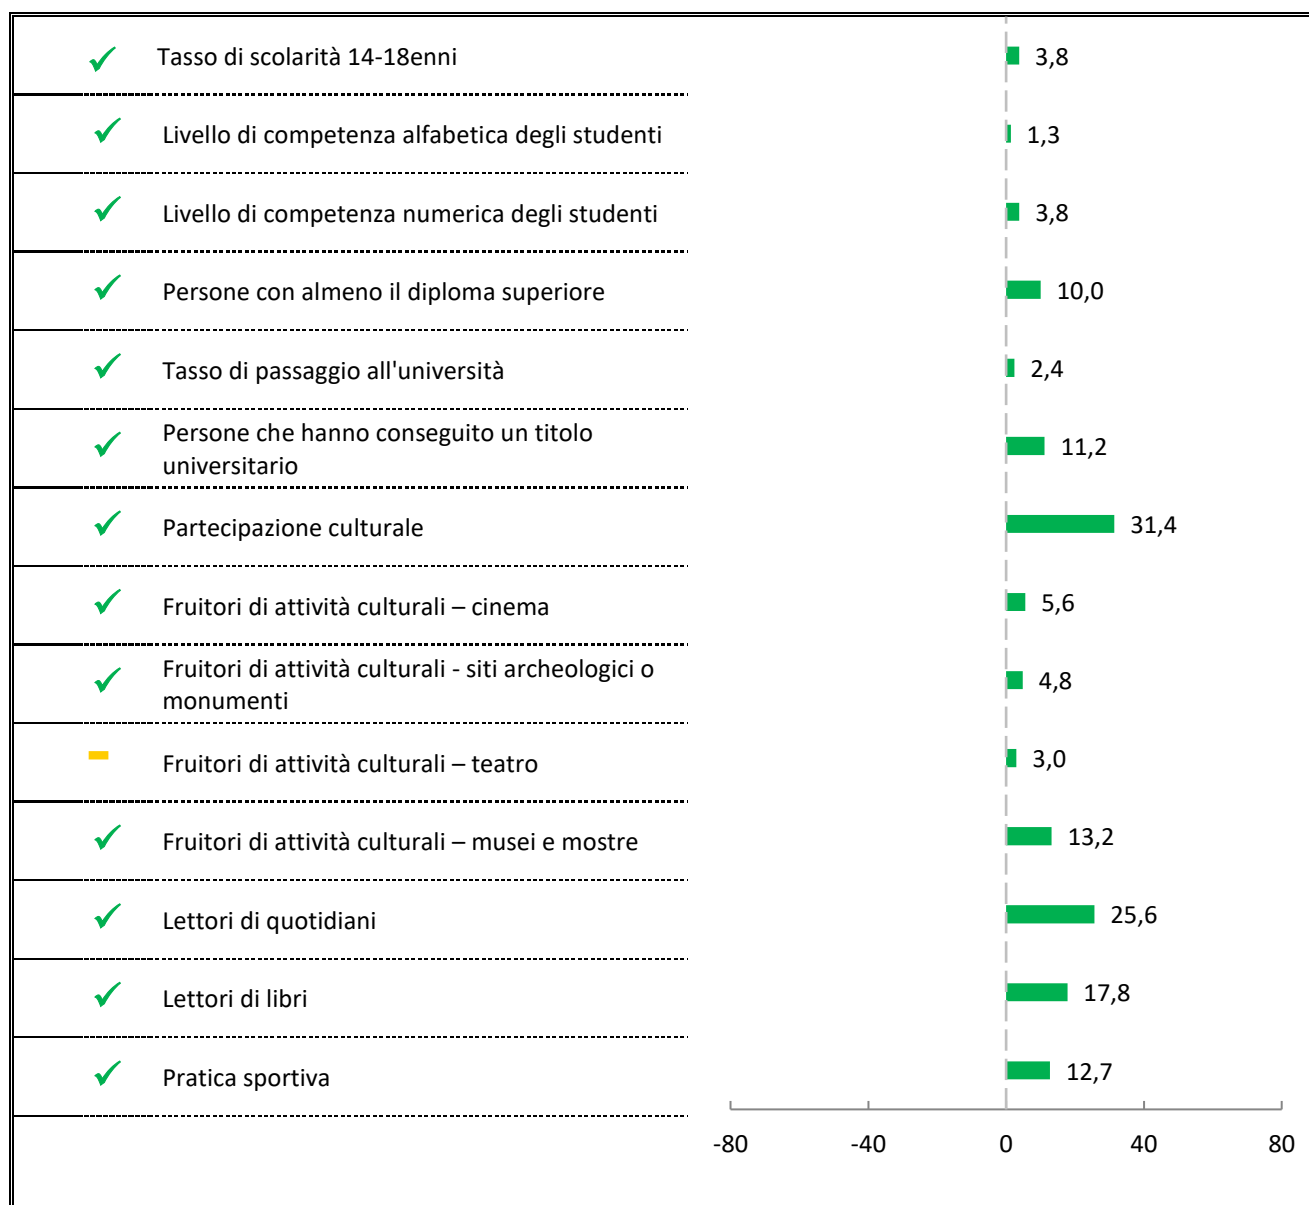 Tasso di scolarità 14-18enni 3,8
Livello di competenza alfabetica degli studenti 1,3
Livello di competenza numerica degli studenti 3,8
Persone con almeno il diploma superiore 10,0
Tasso di passaggio all'università 2,4
Persone che hanno conseguito un titolo
universitario 11,2
Partecipazione culturale 31,4
Fruitori di attività culturali – cinema 5,6
Fruitori di attività culturali - siti archeologici o
monumenti 4,8
Fruitori di attività culturali – teatro 3,0
Fruitori di attività culturali – musei e mostre 13,2
Lettori di quotidiani 25,6
Lettori di libri 17,8
Pratica sportiva 12,7
-80 -40 0 40 80